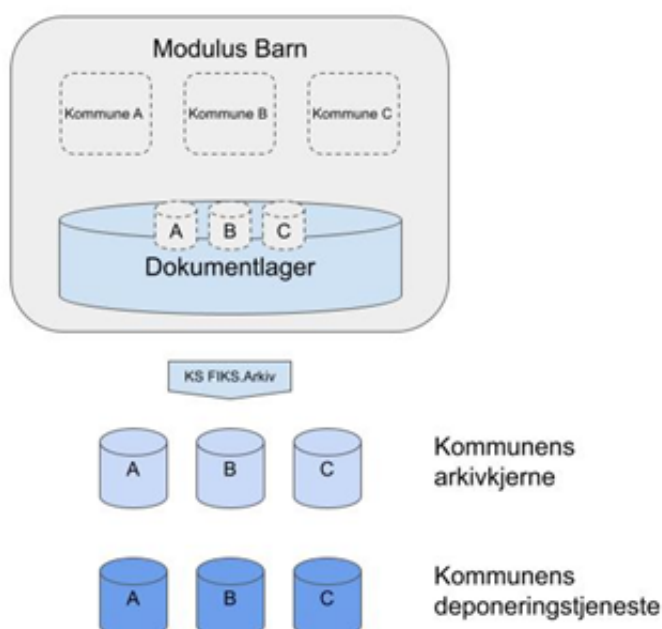 Modulus Barn
Kommune A
Kommune B
Kommune C
A
B
C
Dokumentlager
KS FIKS.Arkiv
A
B
C
Kommunens
arkivkjerne
A
B
C
Kommunens
deponeringstjeneste